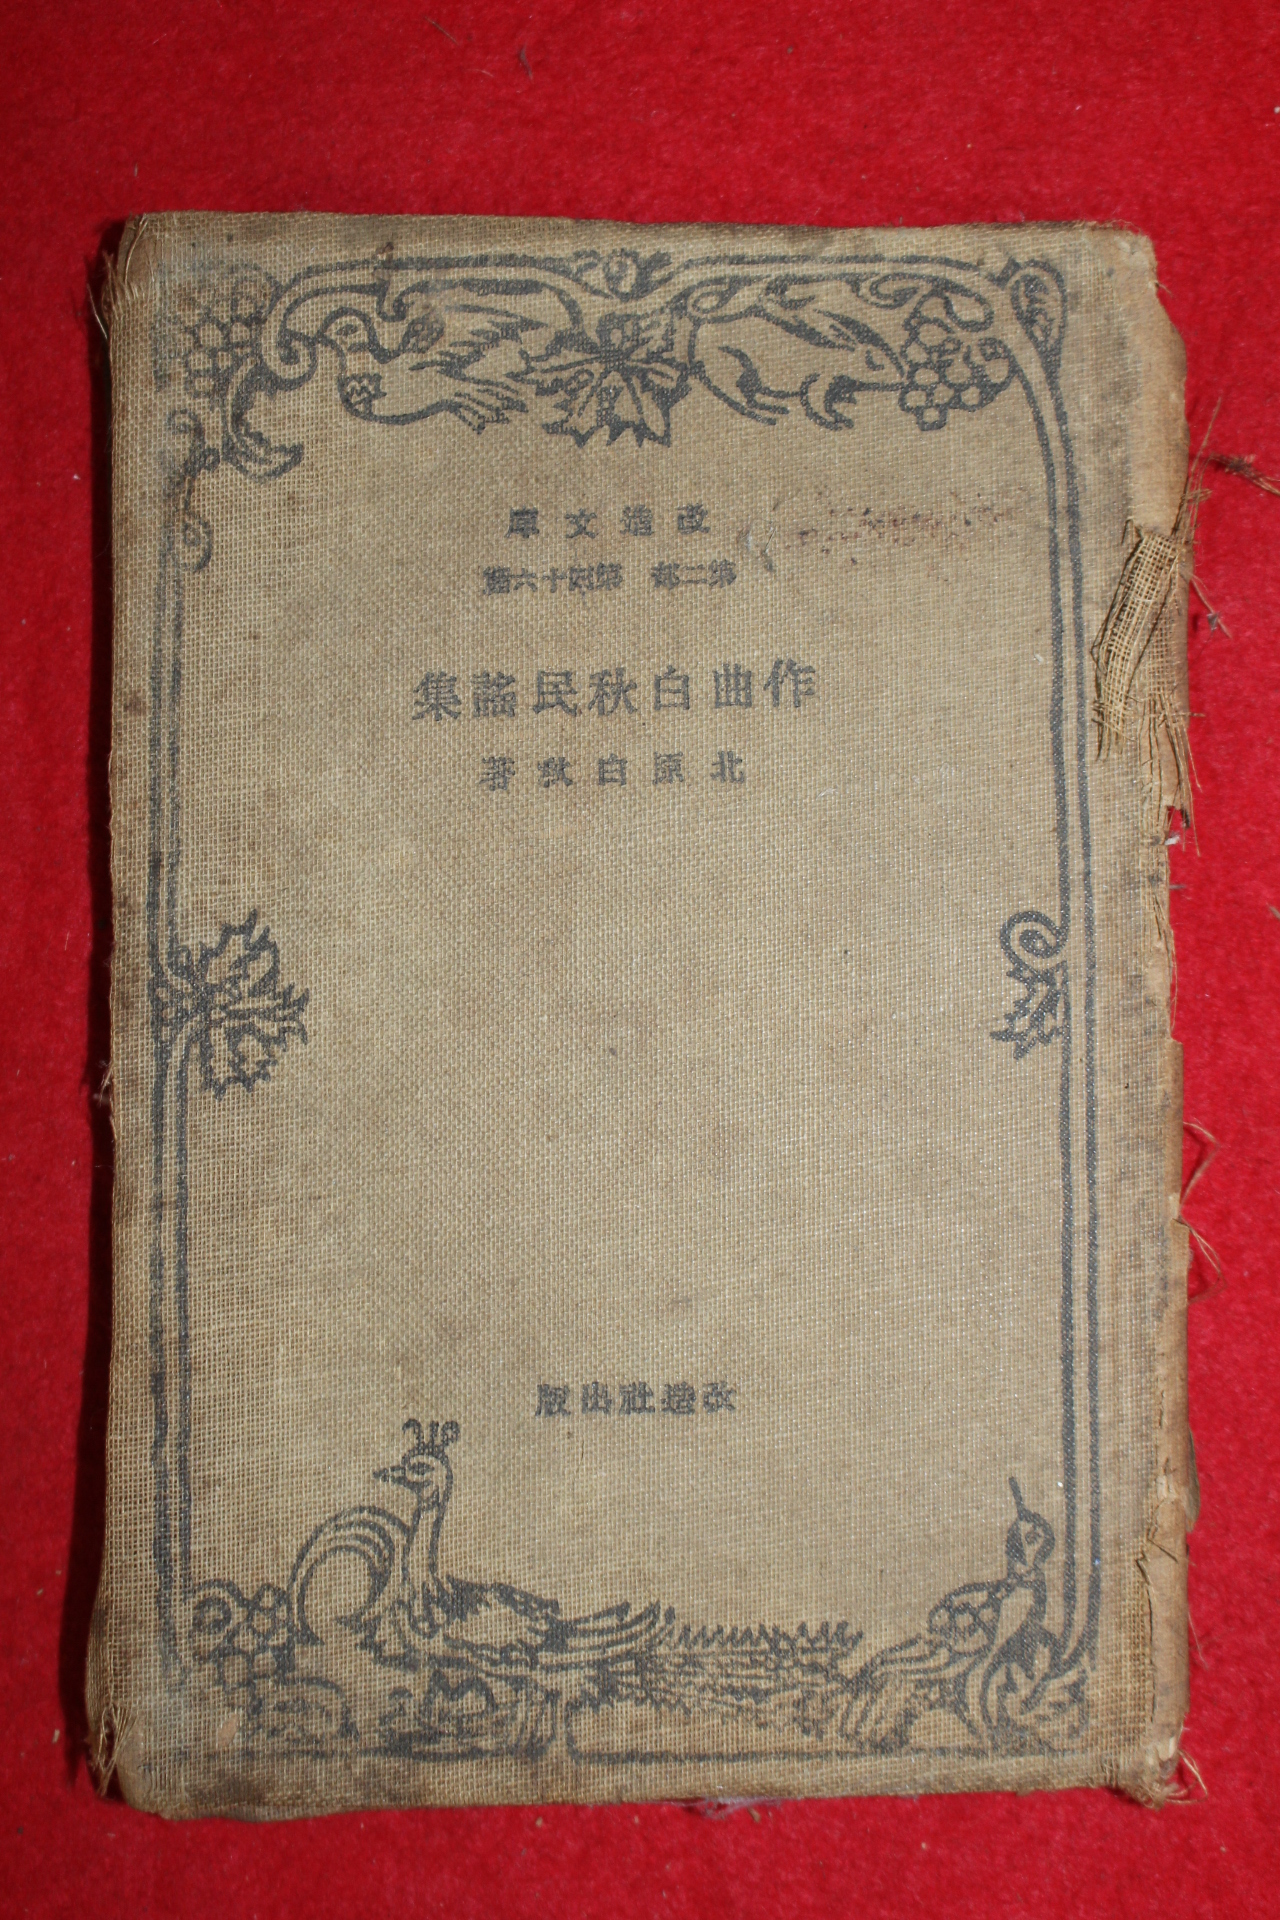 改造文庫
第二部 第四十六篇
作曲白秋民謠集
北原白秋著
改造社出版